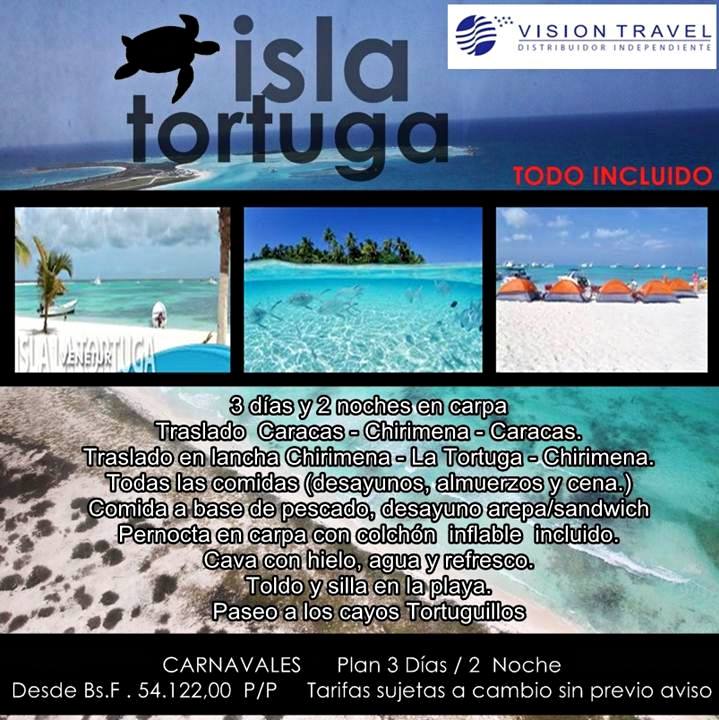 isla
tortuga
VISION TRAVEL
DISTRIBUIDOR INDEPENDIENTE
TODO INCLUIDO
ISLA LA TORTUGA
VENETUR
3 días y 2 noches en carpa
Traslado Caracas - Chirimena - Caracas.
Traslado en lancha Chirimena - La Tortuga - Chirimena.
Todas las comidas (desayunos, almuerzos y cena.)
Comida a base de pescado, desayuno arepa/sandwich
Pernocta en carpa con colchón inflable incluido.
Cava con hielo, agua y refresco.
Toldo y silla en la playa.
Paseo a los cayos Tortuguillos
CARNAVALES Plan 3 Días / 2 Noche
Desde Bs.F . 54.122,00 P/P Tarifas sujetas a cambio sin previo aviso